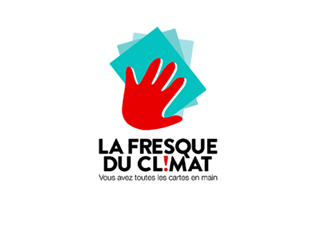 LA FRESQUE
DU CL!MAT
Vous avez toutes les cartes en main